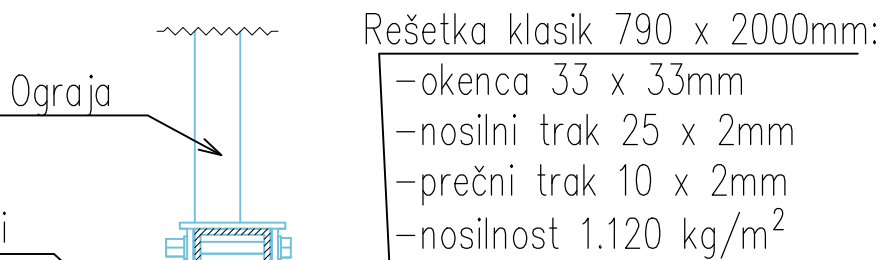 Rešetka klasik 790 x 2000mm:
-okenca 33 x 33mm
Ograja
-nosilni trak 25 x 2mm
-prečni trak 10 x 2mm
-nosilnost 1.120 kg/m²